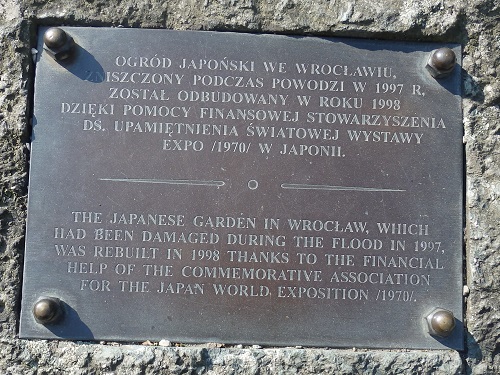 OGRÓD JAPOŃSKI WE WROCŁAWIU,
ZNISZCZONY PODCZAS POWODZI W 1997 R,
ZOSTAŁ ODBUDOWANY W ROKU 1998
DZIĘKI POMOCY FINANSOWEJ STOWARZYSZENIA
DS. UPAMIĘTNIENIA ŚWIATOWEJ WYSTAWY
EXPO /1970/ W JAPONII.
THE JAPANESE GARDEN IN WROCŁAW, WHICH
HAD BEEN DAMAGED DURING THE FLOOD IN 1997,
WAS REBUILT IN 1998 THANKS TO THE FINANCIAL
HELP OF THE COMMEMORATIVE ASSOCIATION
FOR THE JAPAN WORLD EXPOSITION /1970/.